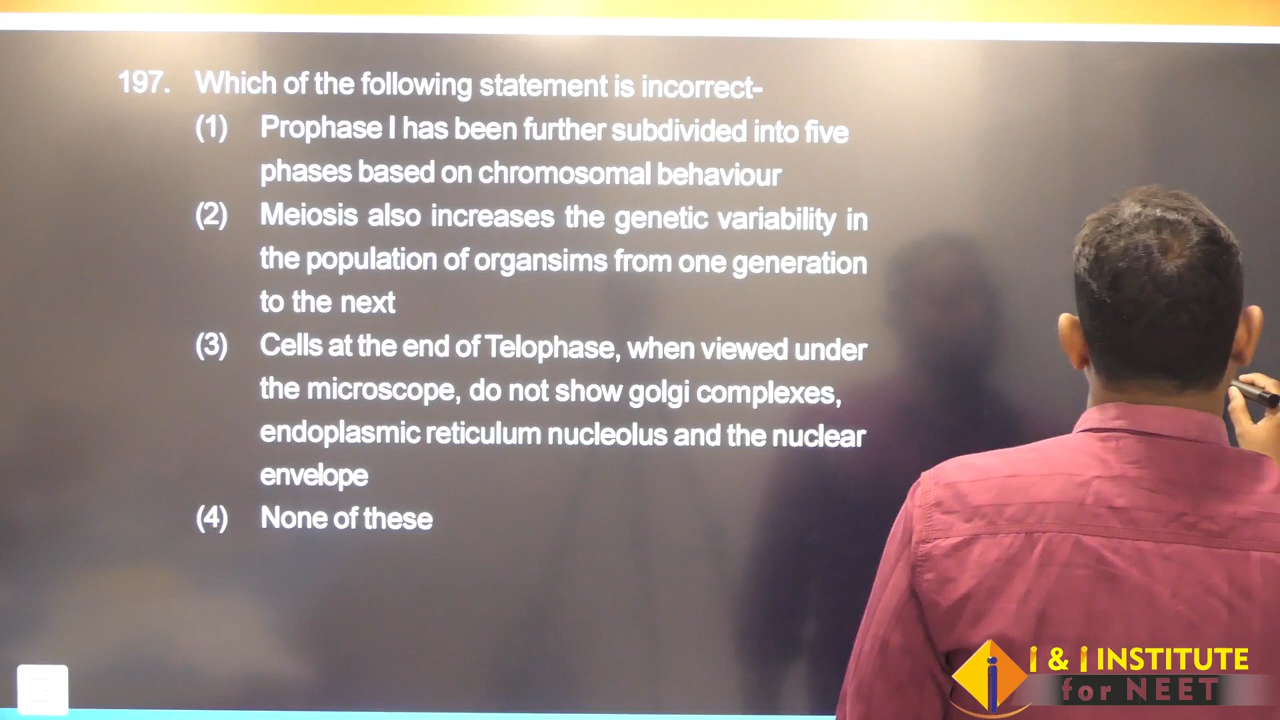 197. Which of the following statement is incorrect-
(1) Prophase I has been further subdivided into five
phases based on chromosomal behaviour
(2) Meiosis also increases the genetic variability in
the population of organsims from one generation
to the next
(3) Cells at the end of Telophase, when viewed under
the microscope, do not show golgi complexes,
endoplasmic reticulum nucleolus and the nuclear
envelope
(4) None of these
i & i INSTITUTE
for NEET